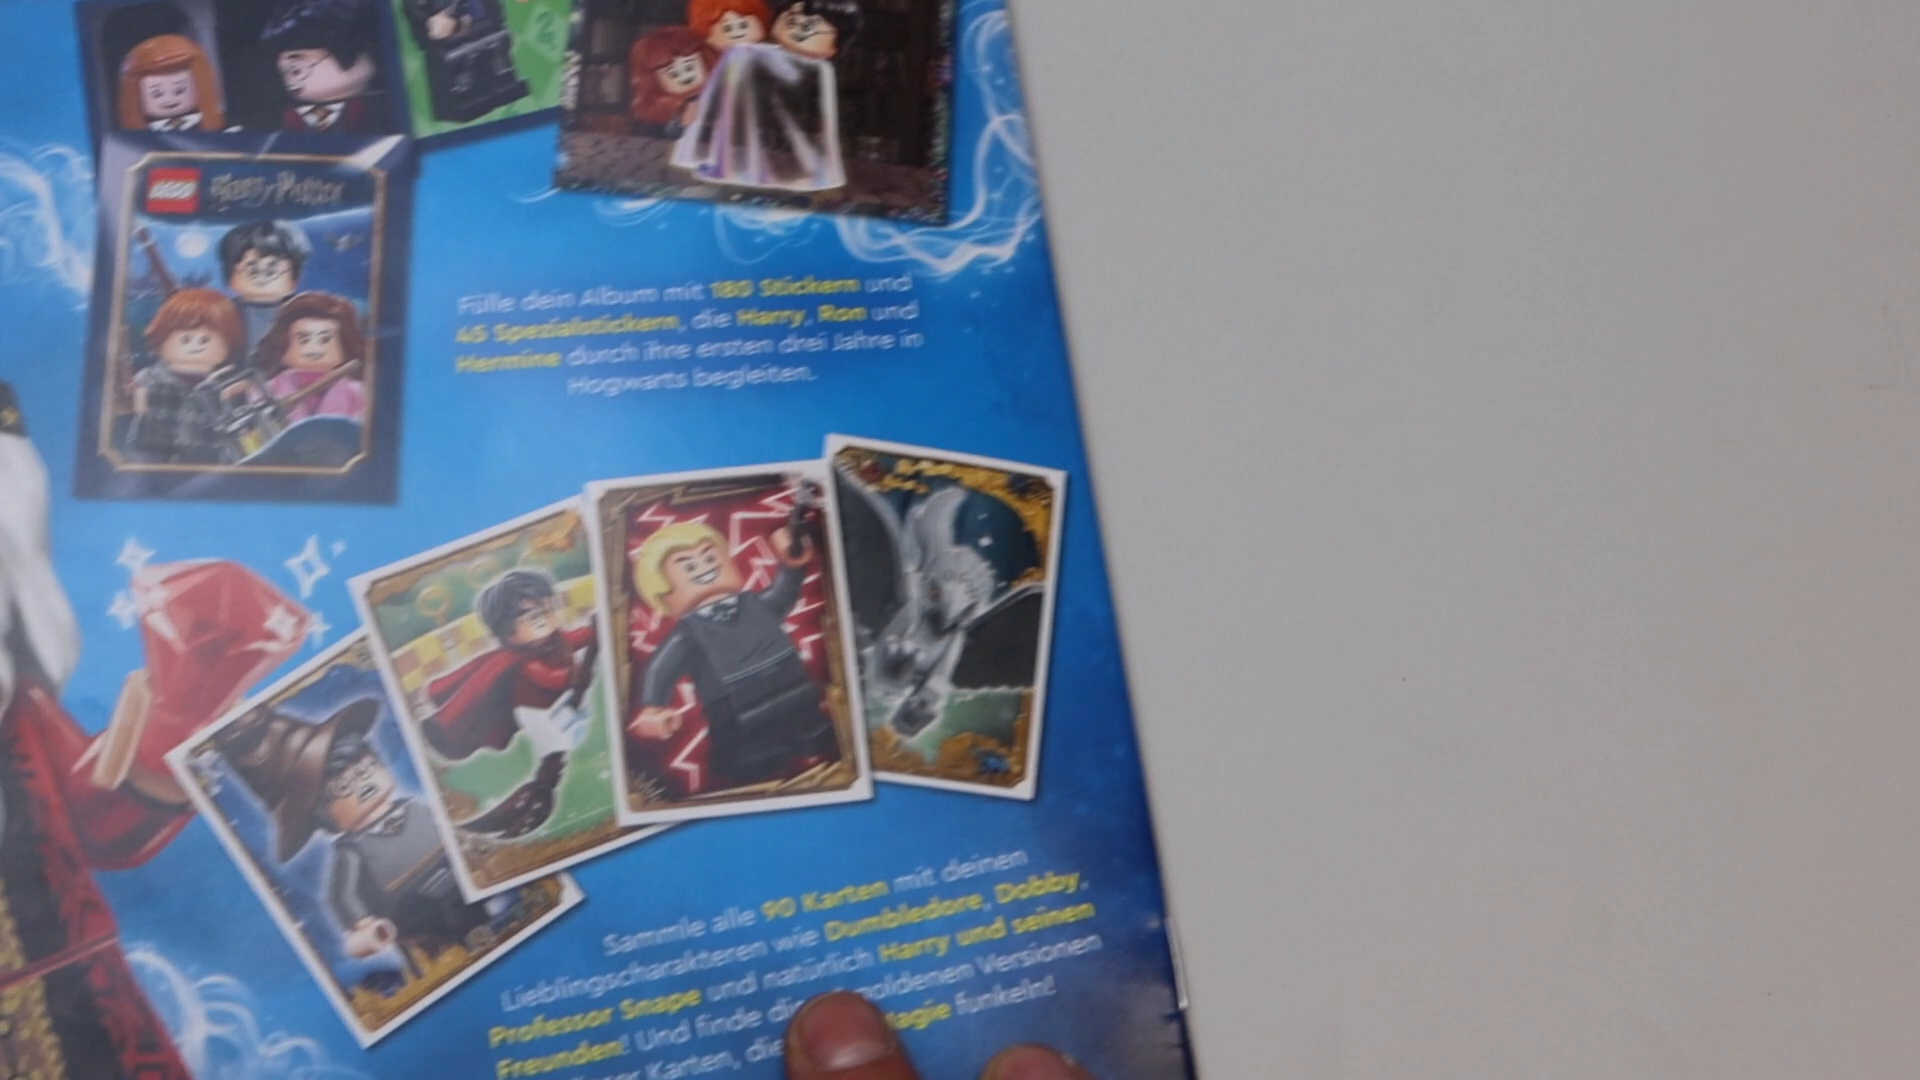 2
LEGO Harry Potter
Fülle dein Album mit 180 Stickern und
45 Spezialstickern, die Harry, Ron und
Hermine durch ihre ersten drei Jahre in
Hogwarts begleiten.
Sammle alle 90 Karten mit deinen
Lieblingscharakteren wie Dumbledore, Dobby,
Professor Snape und natürlich Harry und seinen
Freunden! Und finde die goldenen Versionen
Karten, die Magie funkeln!